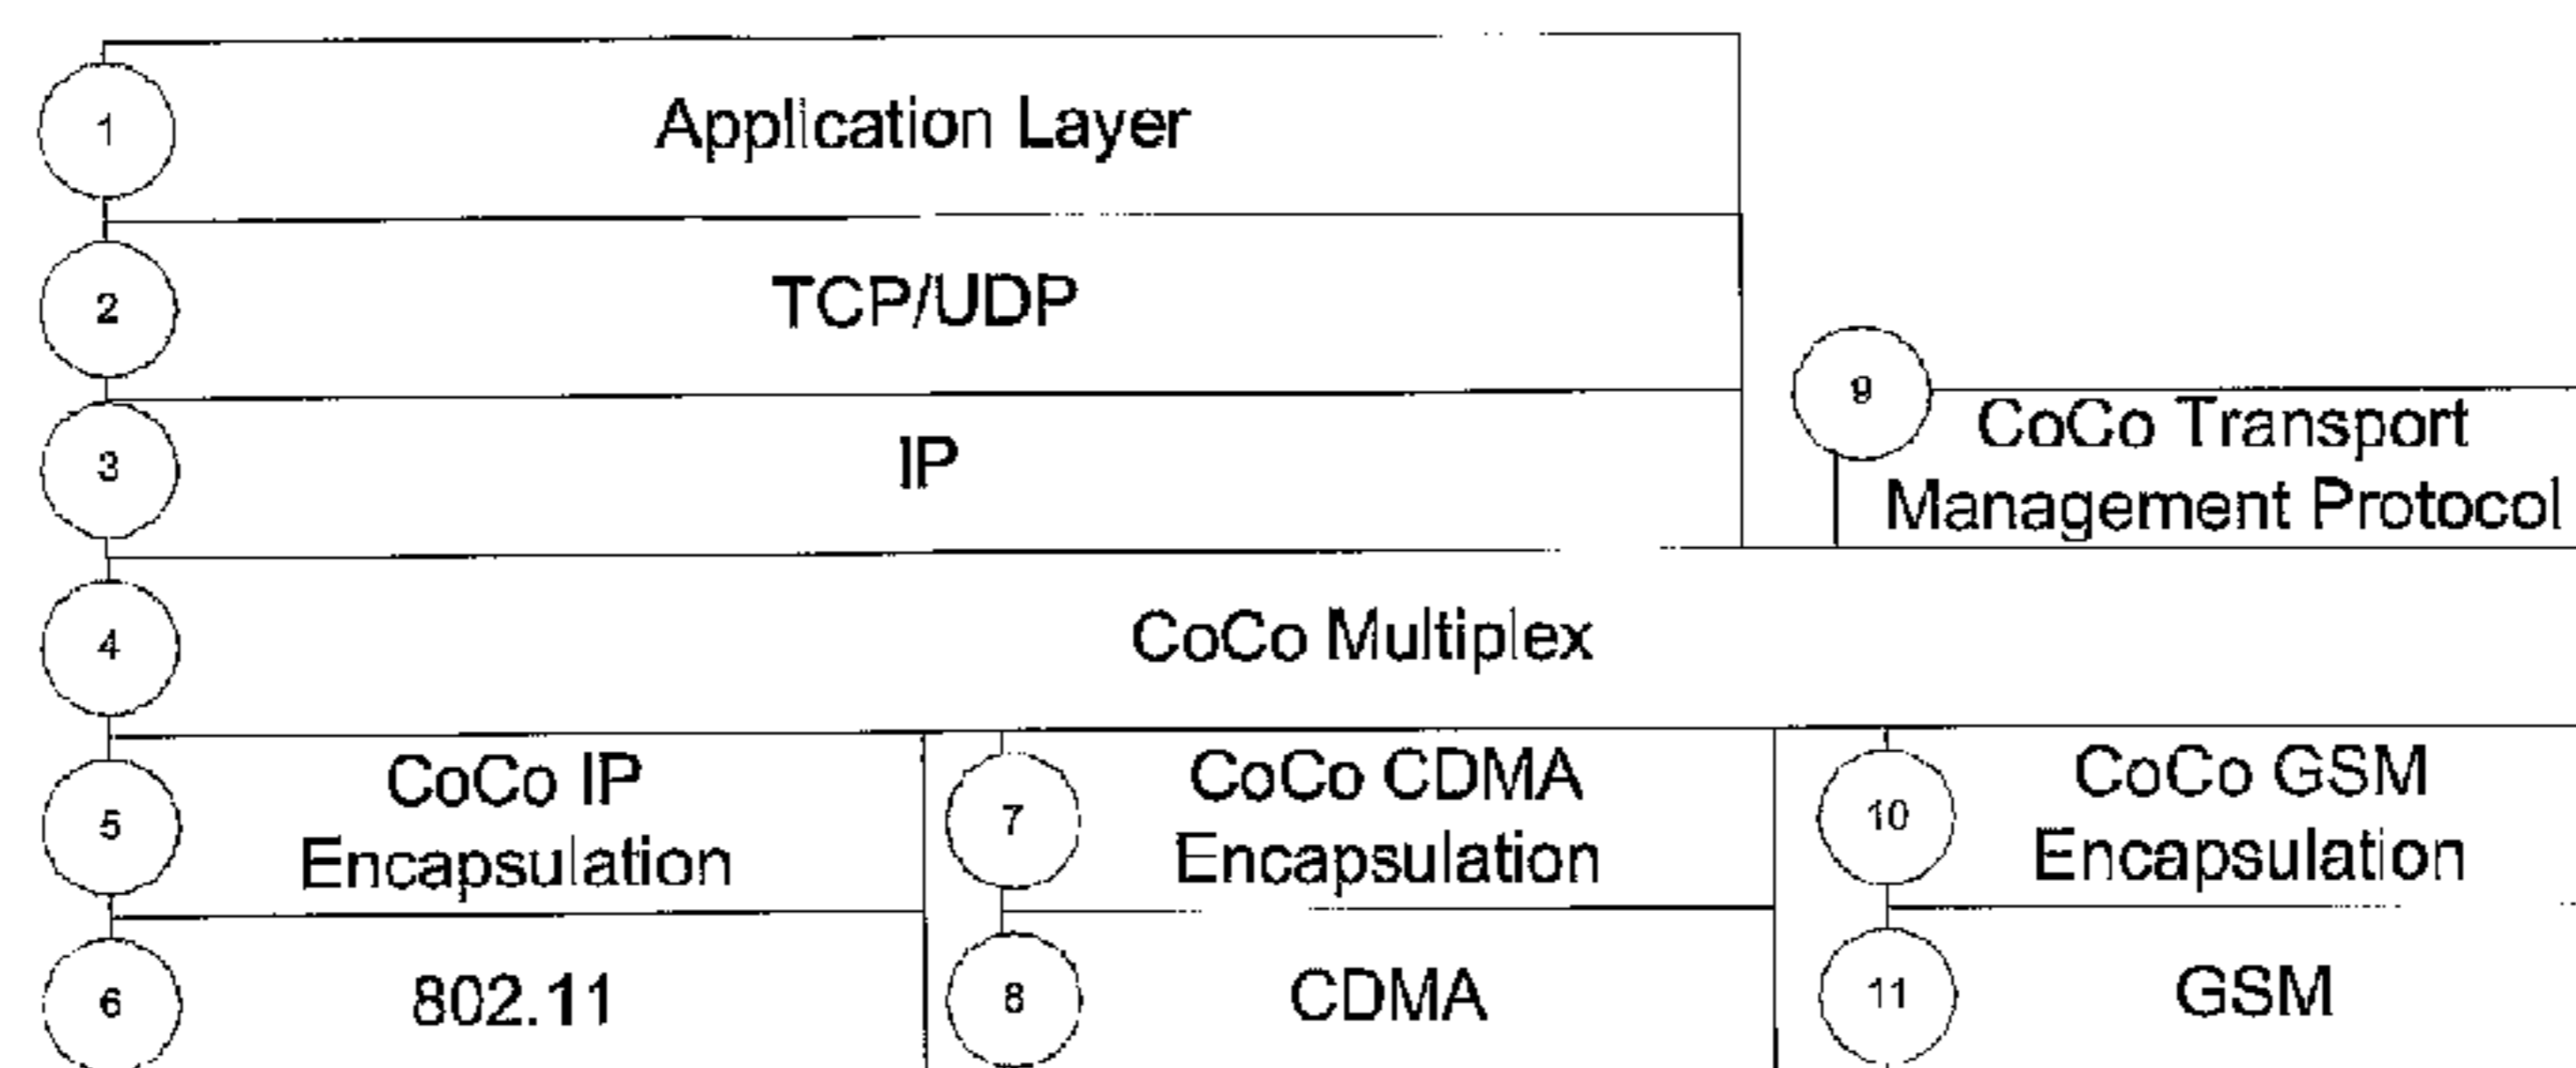 1
Application Layer
2
TCP/UDP
3
IP
9
CoCo Transport
Management Protocol
4
CoCo Multiplex
5
CoCo IP
Encapsulation
7
CoCo CDMA
Encapsulation
10
CoCo GSM
Encapsulation
6
802.11
8
CDMA
11
GSM